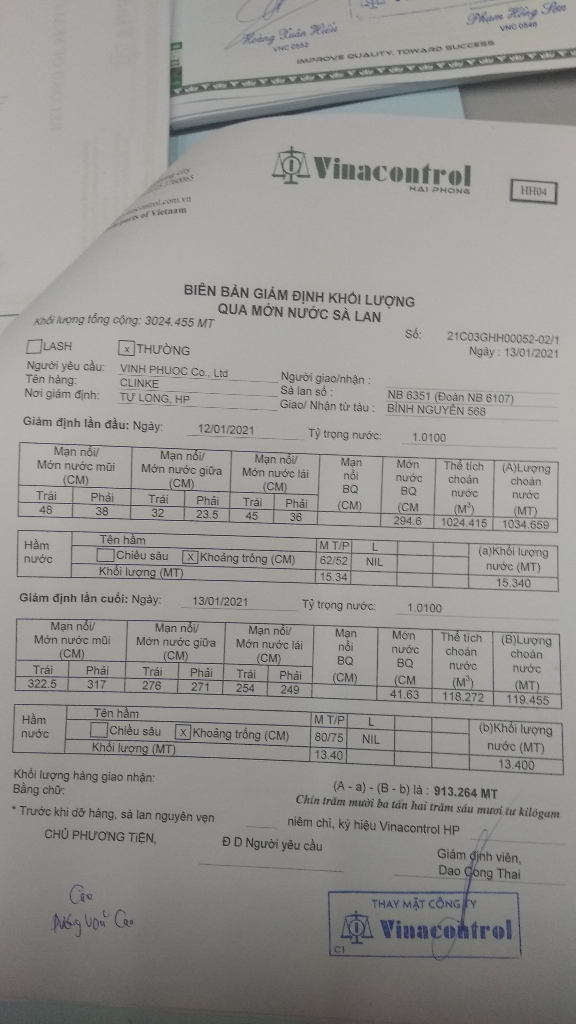 Hoàng Xuân Hiếu
VNC 0552
Phạm Hồng Sơn
VNC 0546
IMPROVE QUALITY, TOWARD SUCCESS
Vinacontrol
HAI PHONG
HH04
city
.com.vn
ports of Vietnam
BIÊN BẢN GIÁM ĐỊNH KHỐI LƯỢNG
QUA MỚN NƯỚC SÀ LAN
Khối lượng tổng cộng: 3024.455 MT
Số: 21C03GHH00052-02/1
Ngày : 13/01/2021
LASH x THƯỜNG
Người yêu cầu: VINH PHUOC Co., Ltd Người giao/nhận :
Tên hàng: CLINKE Sà lan số : NB 6351 (Đoàn NB 6107)
Nơi giám định: TỰ LONG, HP Giao/ Nhận từ tàu : BÌNH NGUYÊN 568
Giám định lần đầu: Ngày: 12/01/2021 Tỷ trọng nước: 1.0100
Mạn nổi/ Mớn nước mũi (CM) Mạn nổi/ Mớn nước giữa (CM) Mạn nổi/ Mớn nước lái (CM) Mạn nổi BQ (CM) Mớn nước BQ (CM Thể tích choán nước (M³) (A)Lượng choán nước (MT)
Trái Phải Trái Phải Trái Phải
48 38 32 23.5 45 36 294.6 1024.415 1034.659
Hầm nước Tên hầm M T/P L (a)Khối lượng nước (MT)
Chiều sâu x Khoảng trống (CM) 62/52 NIL
Khối lượng (MT) 15.34 15.340
Giám định lần cuối: Ngày: 13/01/2021 Tỷ trọng nước: 1.0100
Mạn nổi/ Mớn nước mũi (CM) Mạn nổi/ Mớn nước giữa (CM) Mạn nổi/ Mớn nước lái (CM) Mạn nổi BQ (CM) Mớn nước BQ (CM Thể tích choán nước (M³) (B)Lượng choán nước (MT)
Trái Phải Trái Phải Trái Phải
322.5 317 276 271 254 249 41.63 118.272 119.455
Hầm nước Tên hầm M T/P L (b)Khối lượng nước (MT)
Chiều sâu x Khoảng trống (CM) 80/75 NIL
Khối lượng (MT) 13.40 13.400
Khối lượng hàng giao nhận: (A - a) - (B - b) là : 913.264 MT
Bằng chữ: Chín trăm mười ba tấn hai trăm sáu mươi tư kilôgam
* Trước khi dỡ hàng, sà lan nguyên vẹn niêm chì, ký hiệu Vinacontrol HP
CHỦ PHƯƠNG TIỆN, Đ D Người yêu cầu Giám định viên,
Dao Cong Thai
Cao
Cao
THAY MẶT CÔNG TY
Vinacontrol
C1